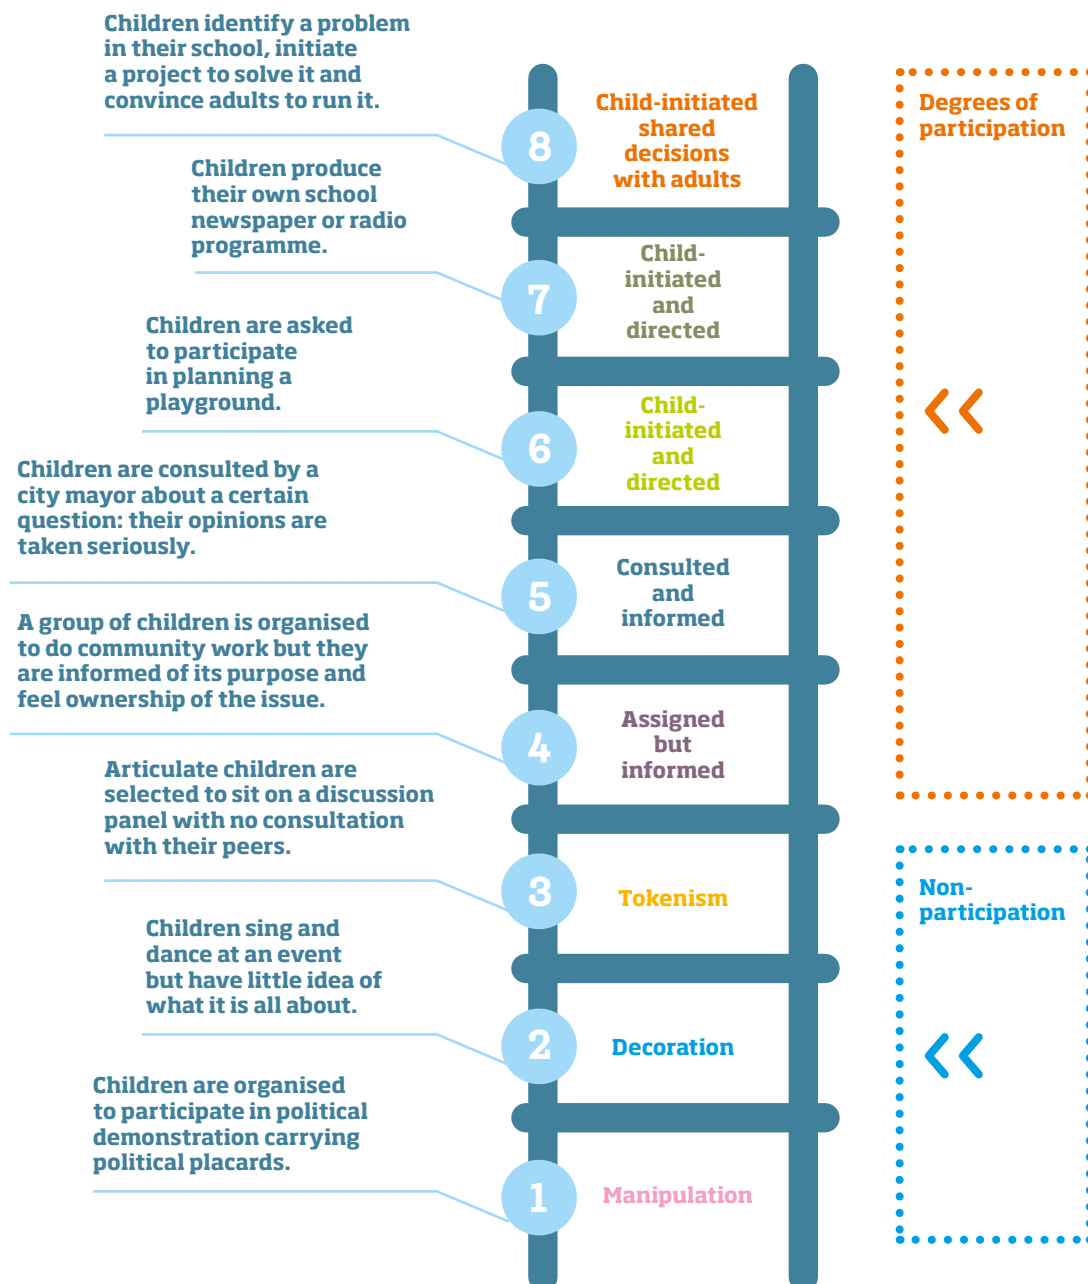 Children identify a problem
in their school, initiate
a project to solve it and
convince adults to run it.
8
Child-initiated
shared
decisions
with adults
Degrees of
participation
Children produce
their own school
newspaper or radio
programme.
7
Child-
initiated
and
directed
Children are asked
to participate
in planning a
playground.
6
Child-
initiated
and
directed
Children are consulted by a
city mayor about a certain
question: their opinions are
taken seriously.
5
Consulted
and
informed
A group of children is organised
to do community work but they
are informed of its purpose and
feel ownership of the issue.
4
Assigned
but
informed
Articulate children are
selected to sit on a discussion
panel with no consultation
with their peers.
3
Tokenism
Non-
participation
Children sing and
dance at an event
but have little idea of
what it is all about.
2
Decoration
Children are organised
to participate in political
demonstration carrying
political placards.
1
Manipulation